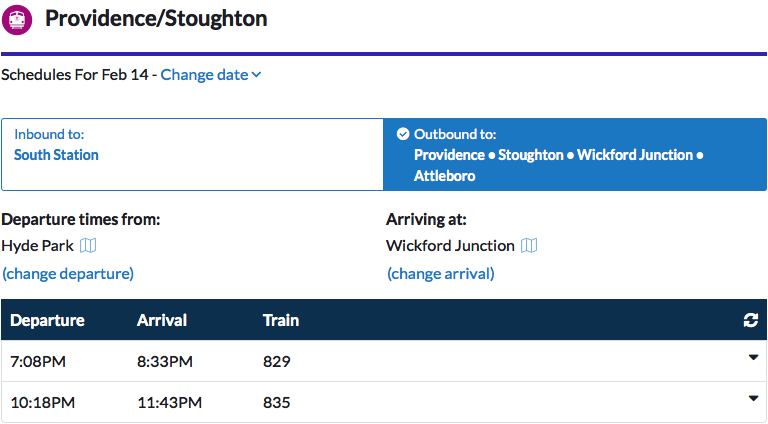 Providence/Stoughton
Schedules For Feb 14 - Change date
Inbound to:
South Station
Outbound to:
Providence • Stoughton • Wickford Junction •
Attleboro
Departure times from:
Hyde Park
(change departure)
Arriving at:
Wickford Junction
(change arrival)
Departure Arrival Train
7:08PM 8:33PM 829
10:18PM 11:43PM 835